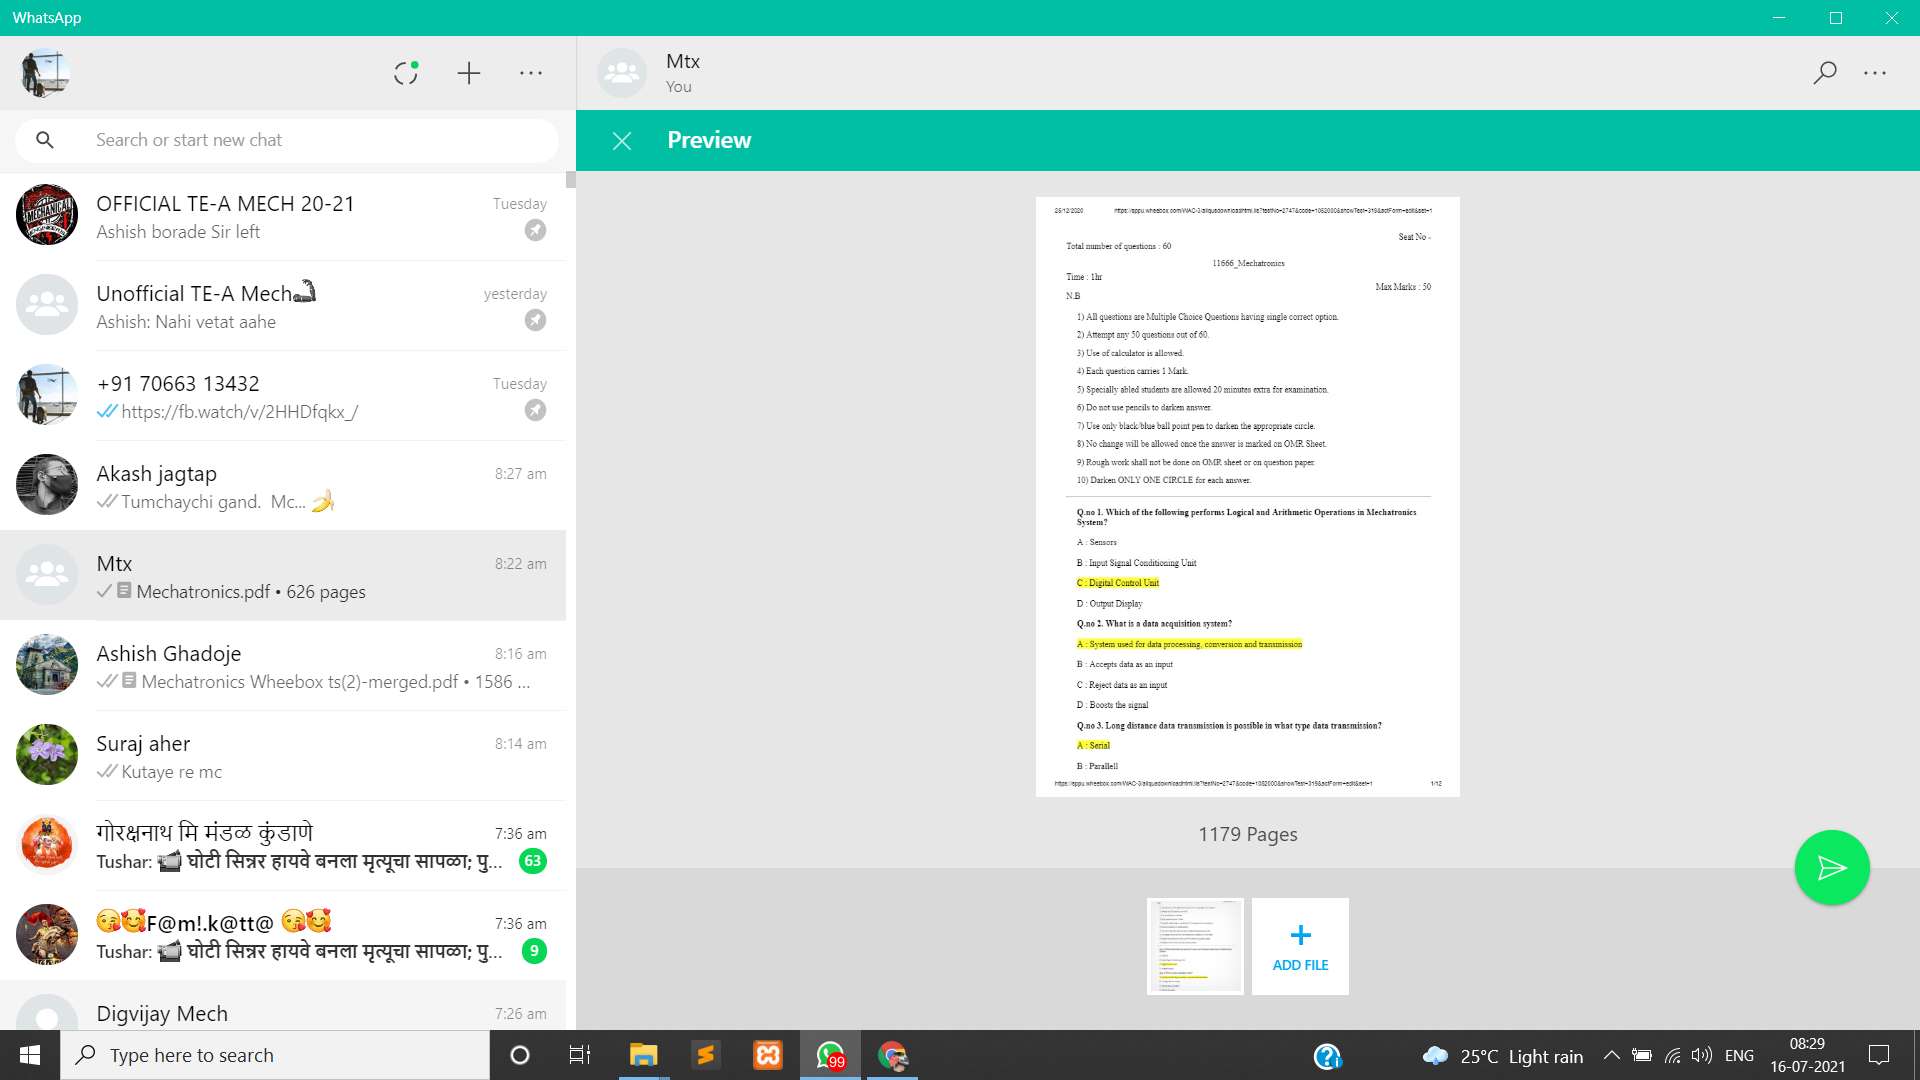 WhatsApp
Search or start new chat
OFFICIAL TE-A MECH 20-21
Tuesday
Ashish borade Sir left
Unofficial TE-A Mech🦾
yesterday
Ashish: Nahi vetat aahe
+91 70663 13432
Tuesday
https://fb.watch/v/2HHDfqkx_/
Akash jagtap
8:27 am
Tumchaychi gand. Mc... 🍌
Mtx
8:22 am
Mechatronics.pdf • 626 pages
Ashish Ghadoje
8:16 am
Mechatronics Wheebox ts(2)-merged.pdf • 1586 ...
Suraj aher
8:14 am
Kutaye re mc
गोरक्षनाथ मि मंडळ कुंडाणे
7:36 am
Tushar: 📹 घोटी सिन्नर हायवे बनला मृत्यूचा सापळा; पु...
63
😘🥰F@m!.k@tt@ 😘🥰
7:36 am
Tushar: 📹 घोटी सिन्नर हायवे बनला मृत्यूचा सापळा; पु...
9
Digvijay Mech
7:26 am
Mtx
You
Preview
25/12/2020
Seat No -
Total number of questions : 60
11666_Mechatronics
Time : 1hr
Max Marks : 50
N.B
1) All questions are Multiple Choice Questions having single correct option.
2) Attempt any 50 questions out of 60.
3) Use of calculator is allowed.
4) Each question carries 1 Mark.
5) Specially abled students are allowed 20 minutes extra for examination.
6) Do not use pencils to darken answer.
7) Use only black/blue ball point pen to darken the appropriate circle.
8) No change will be allowed once the answer is marked on OMR Sheet.
9) Rough work shall not be done on OMR sheet or on question paper.
10) Darken ONLY ONE CIRCLE for each answer.
Q.no 1. Which of the following performs Logical and Arithmetic Operations in Mechatronics
System?
A : Sensors
B : Input Signal Conditioning Unit
C : Digital Control Unit
D : Output Display
Q.no 2. What is a data acquisition system?
A : System used for data processing, conversion and transmission
B : Accepts data as an input
C : Reject data as an input
D : Boosts the signal
Q.no 3. Long distance data transmission is possible in what type data transmission?
A : Serial
B : Parallell
1/12
1179 Pages
ADD FILE
Type here to search
99
25°C Light rain
ENG
08:29
16-07-2021